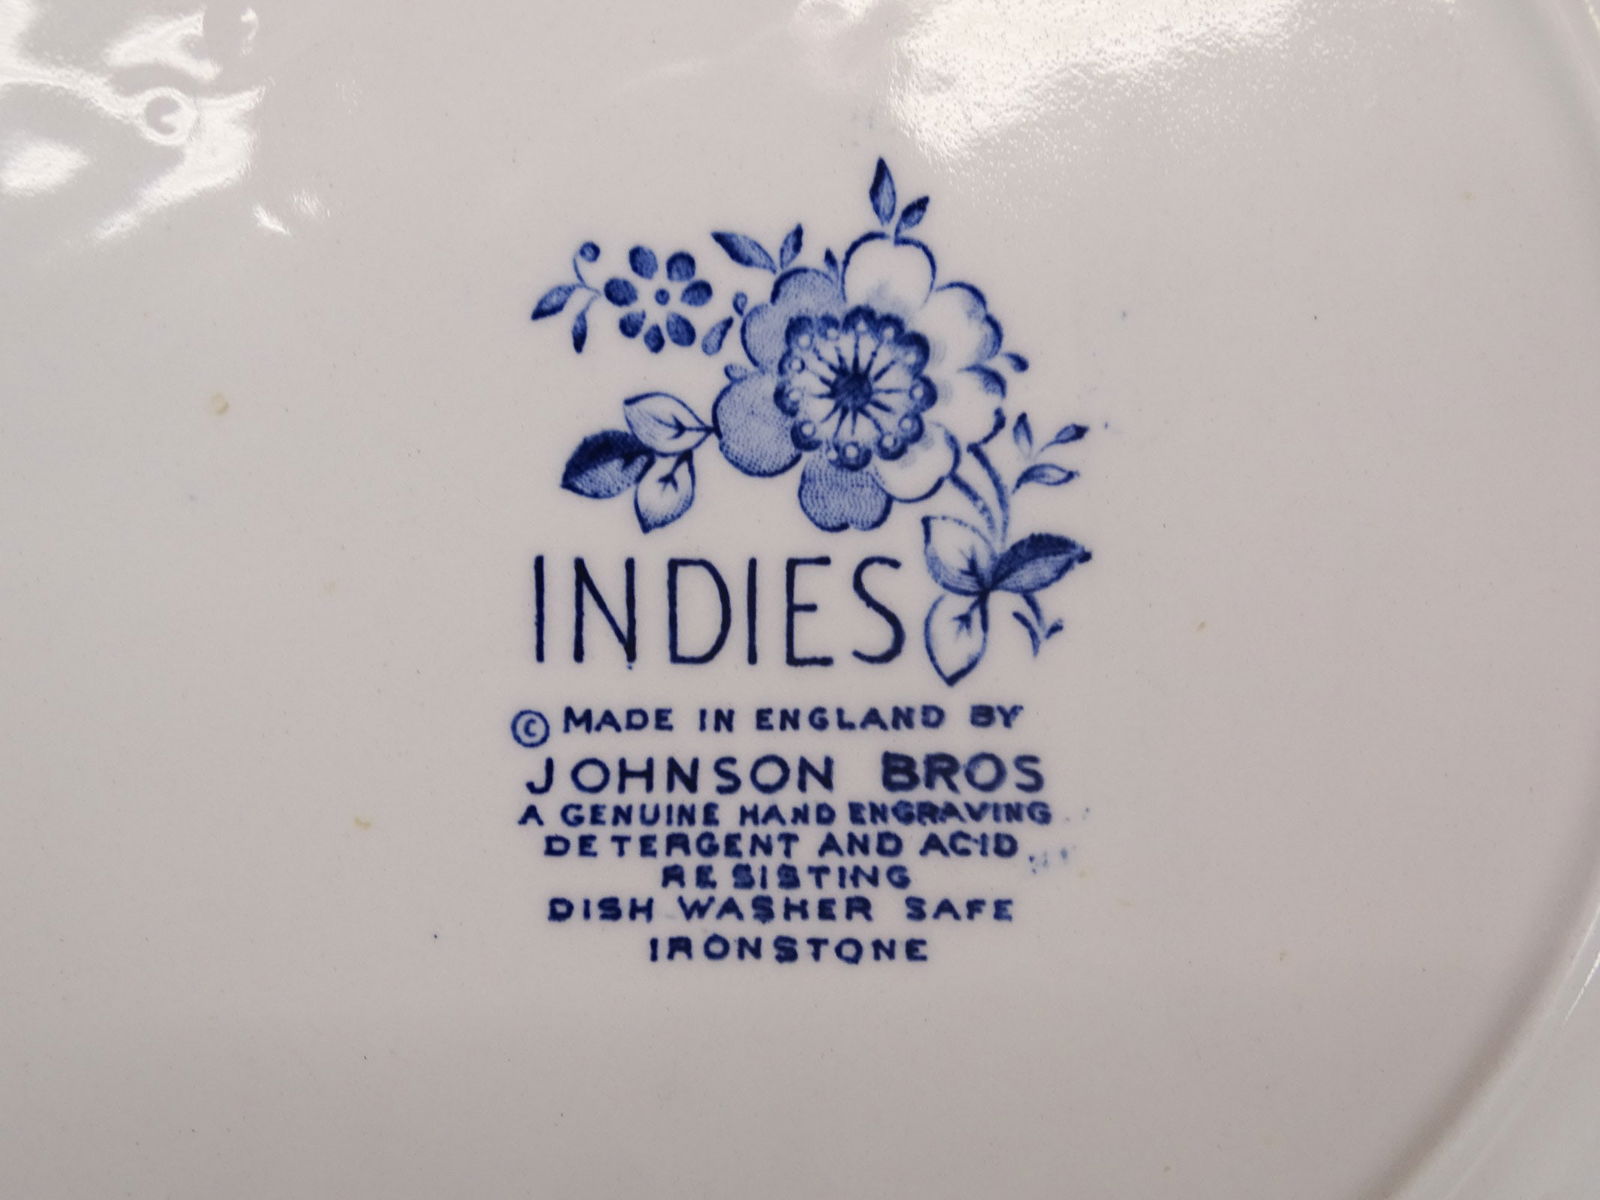 INDIES
© MADE IN ENGLAND BY
JOHNSON BROS
A GENUINE HAND ENGRAVING
DETERGENT AND ACID
RESISTING
DISH WASHER SAFE
IRONSTONE